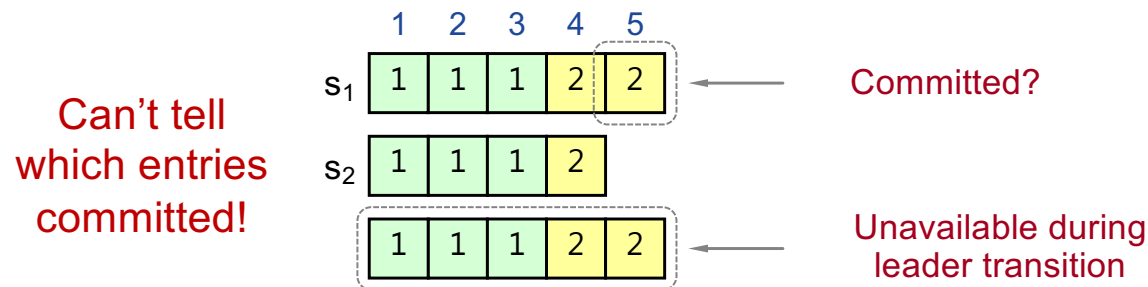 1 2 3 4 5
s1 1 1 1 2 2 Committed?
Can't tell
which entries
committed!
s2 1 1 1 2
1 1 1 2 2 Unavailable during
leader transition